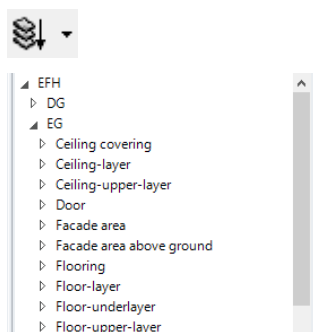 EFH
DG
EG
Ceiling covering
Ceiling-layer
Ceiling-upper-layer
Door
Facade area
Facade area above ground
Flooring
Floor-layer
Floor-underlayer
Floor-upper-layer